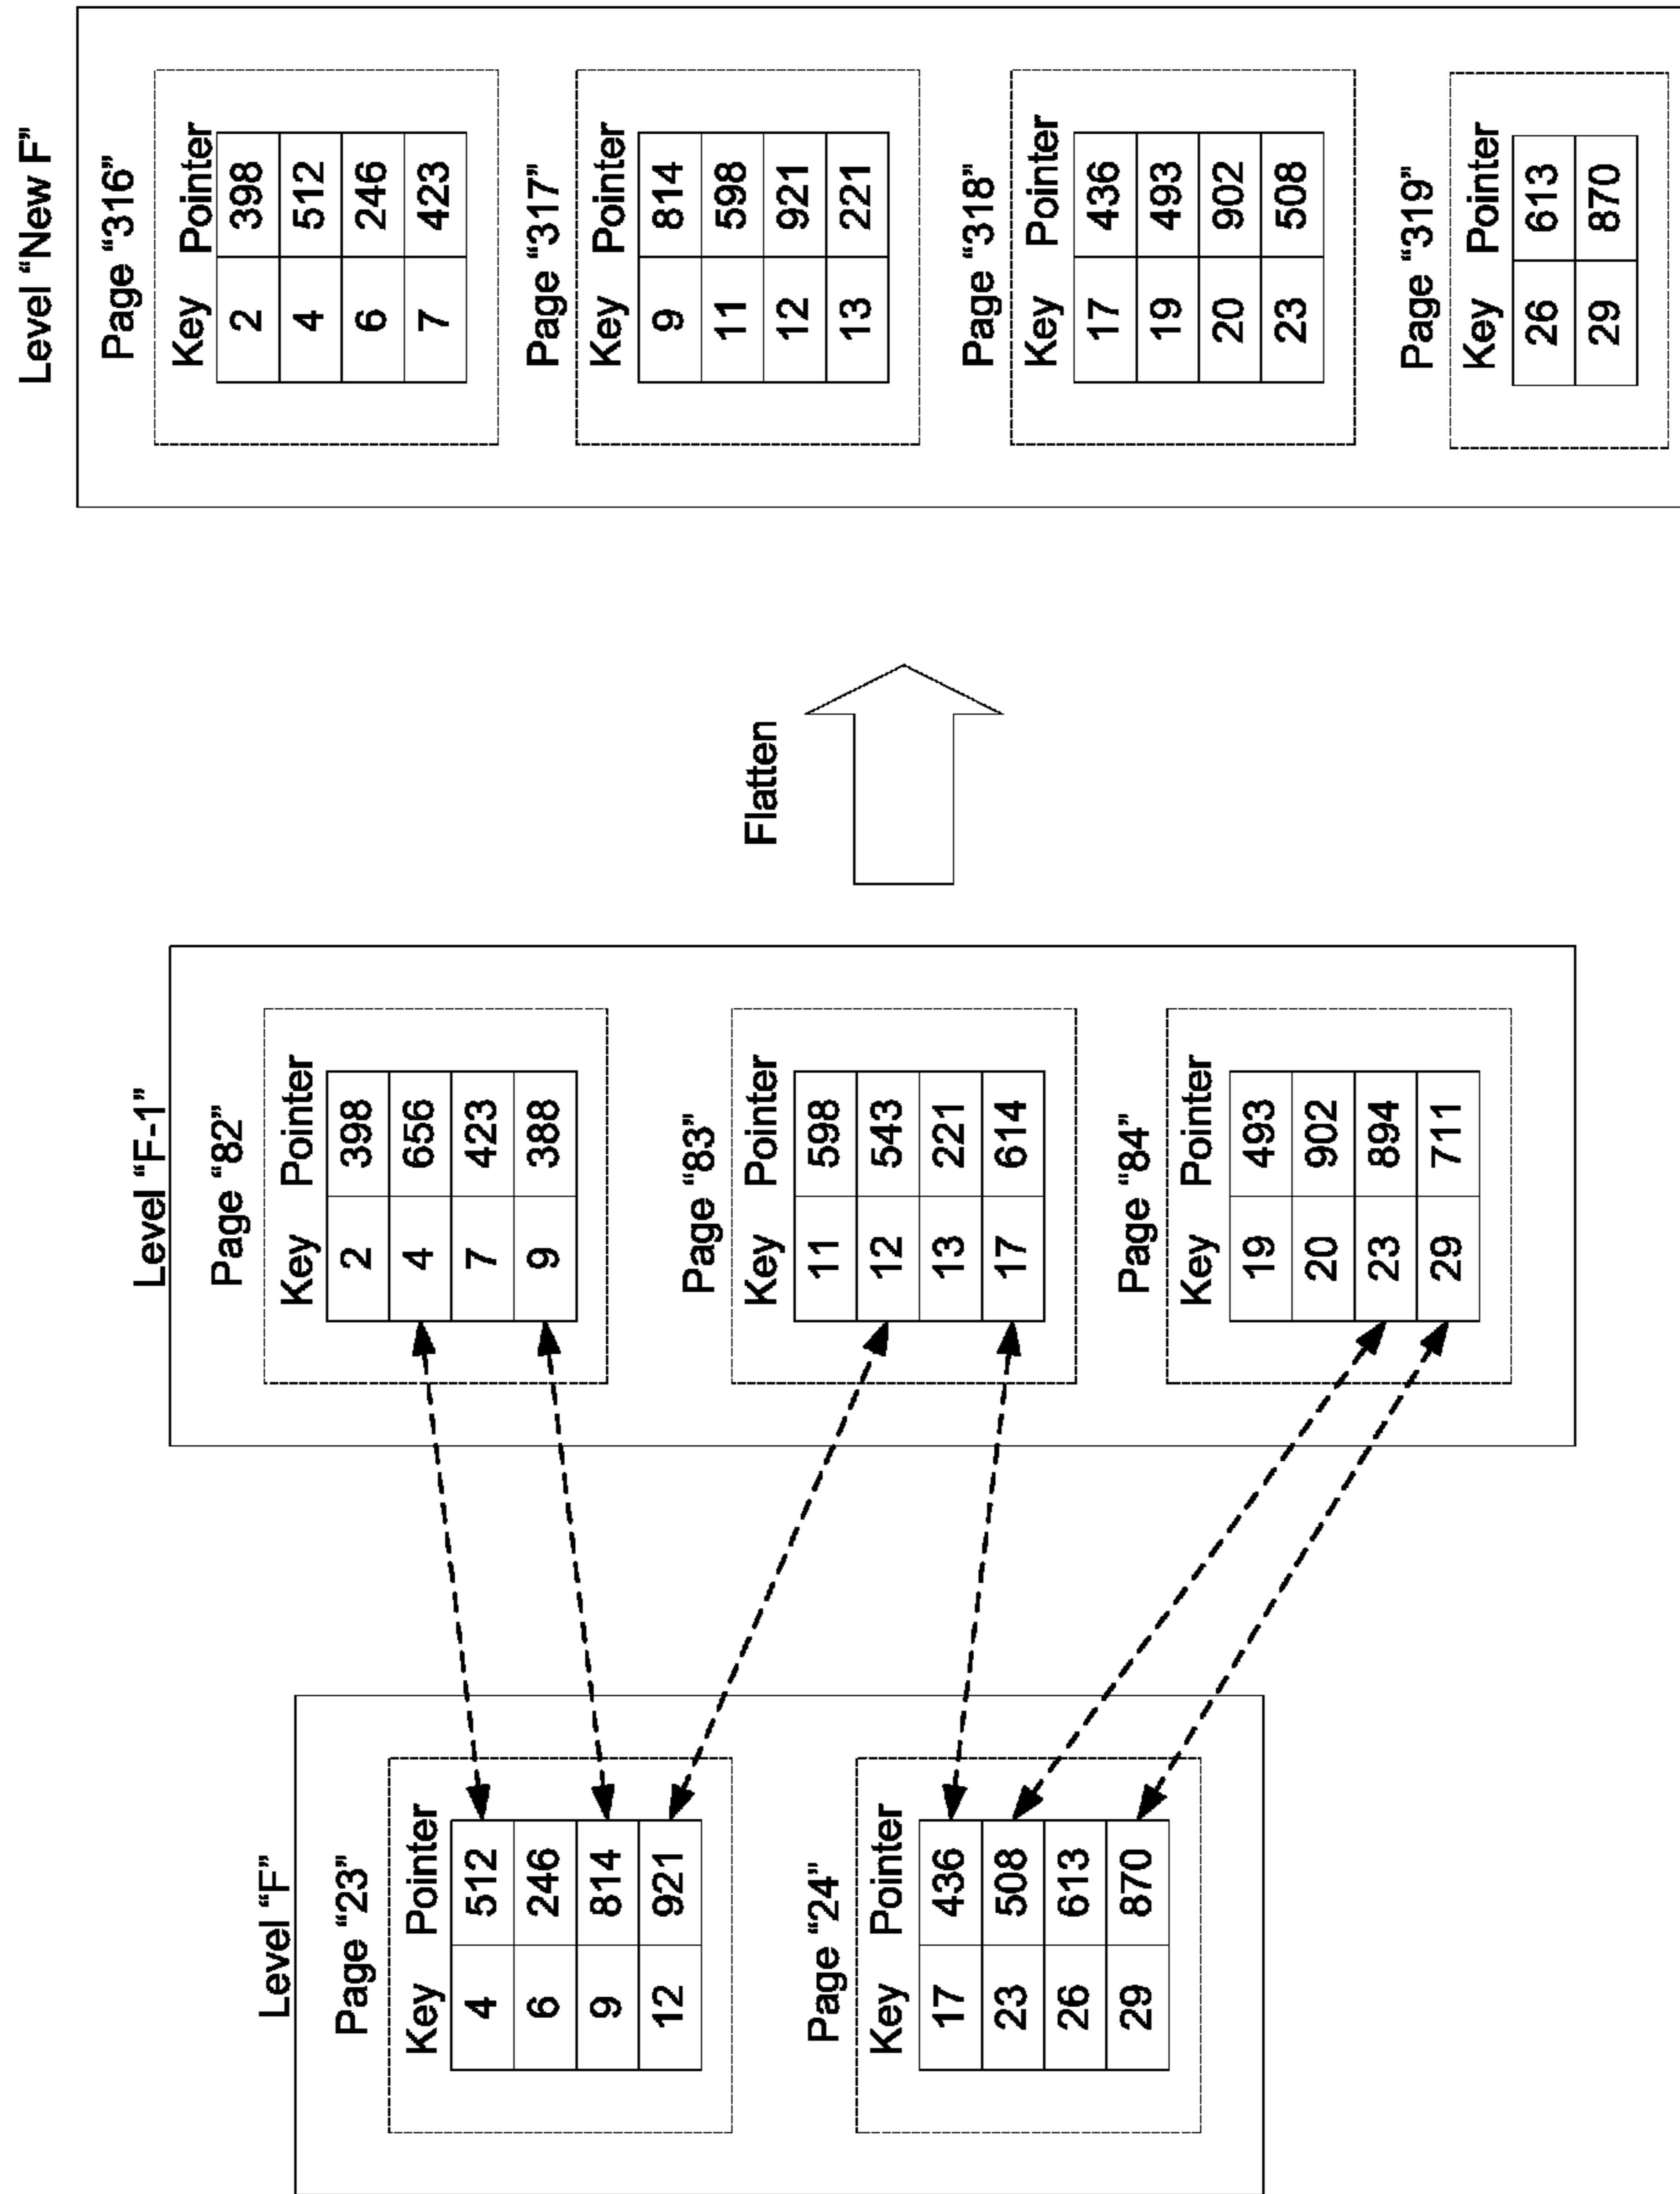 Level “F”
Page “23”
Key Pointer
4 512
6 246
9 814
12 921
Page “24”
Key Pointer
17 436
23 508
26 613
29 870
Level “F-1”
Page “82”
Key Pointer
2 398
4 656
7 423
9 388
Page “83”
Key Pointer
11 598
12 543
13 221
17 614
Page “84”
Key Pointer
19 493
20 902
23 894
29 711
Flatten
Level “New F”
Page “316”
Key Pointer
2 398
4 512
6 246
7 423
Page “317”
Key Pointer
9 814
11 598
12 921
13 221
Page “318”
Key Pointer
17 436
19 493
20 902
23 508
Page “319”
Key Pointer
26 613
29 870